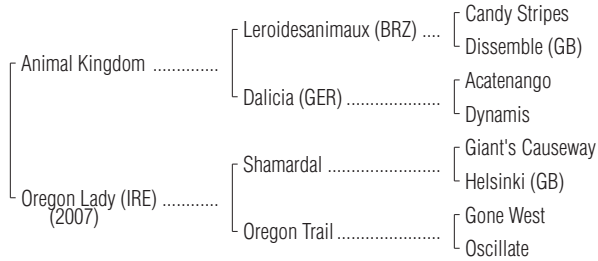 Candy Stripes
Leroidesanimaux (BRZ) ....
Dissemble (GB)
Animal Kingdom .............
Acatenango
Dalicia (GER) ....................
Dynamis
Giant's Causeway
Shamardal ........................
Helsinki (GB)
Oregon Lady (IRE) ............
(2007)
Gone West
Oregon Trail ......................
Oscillate